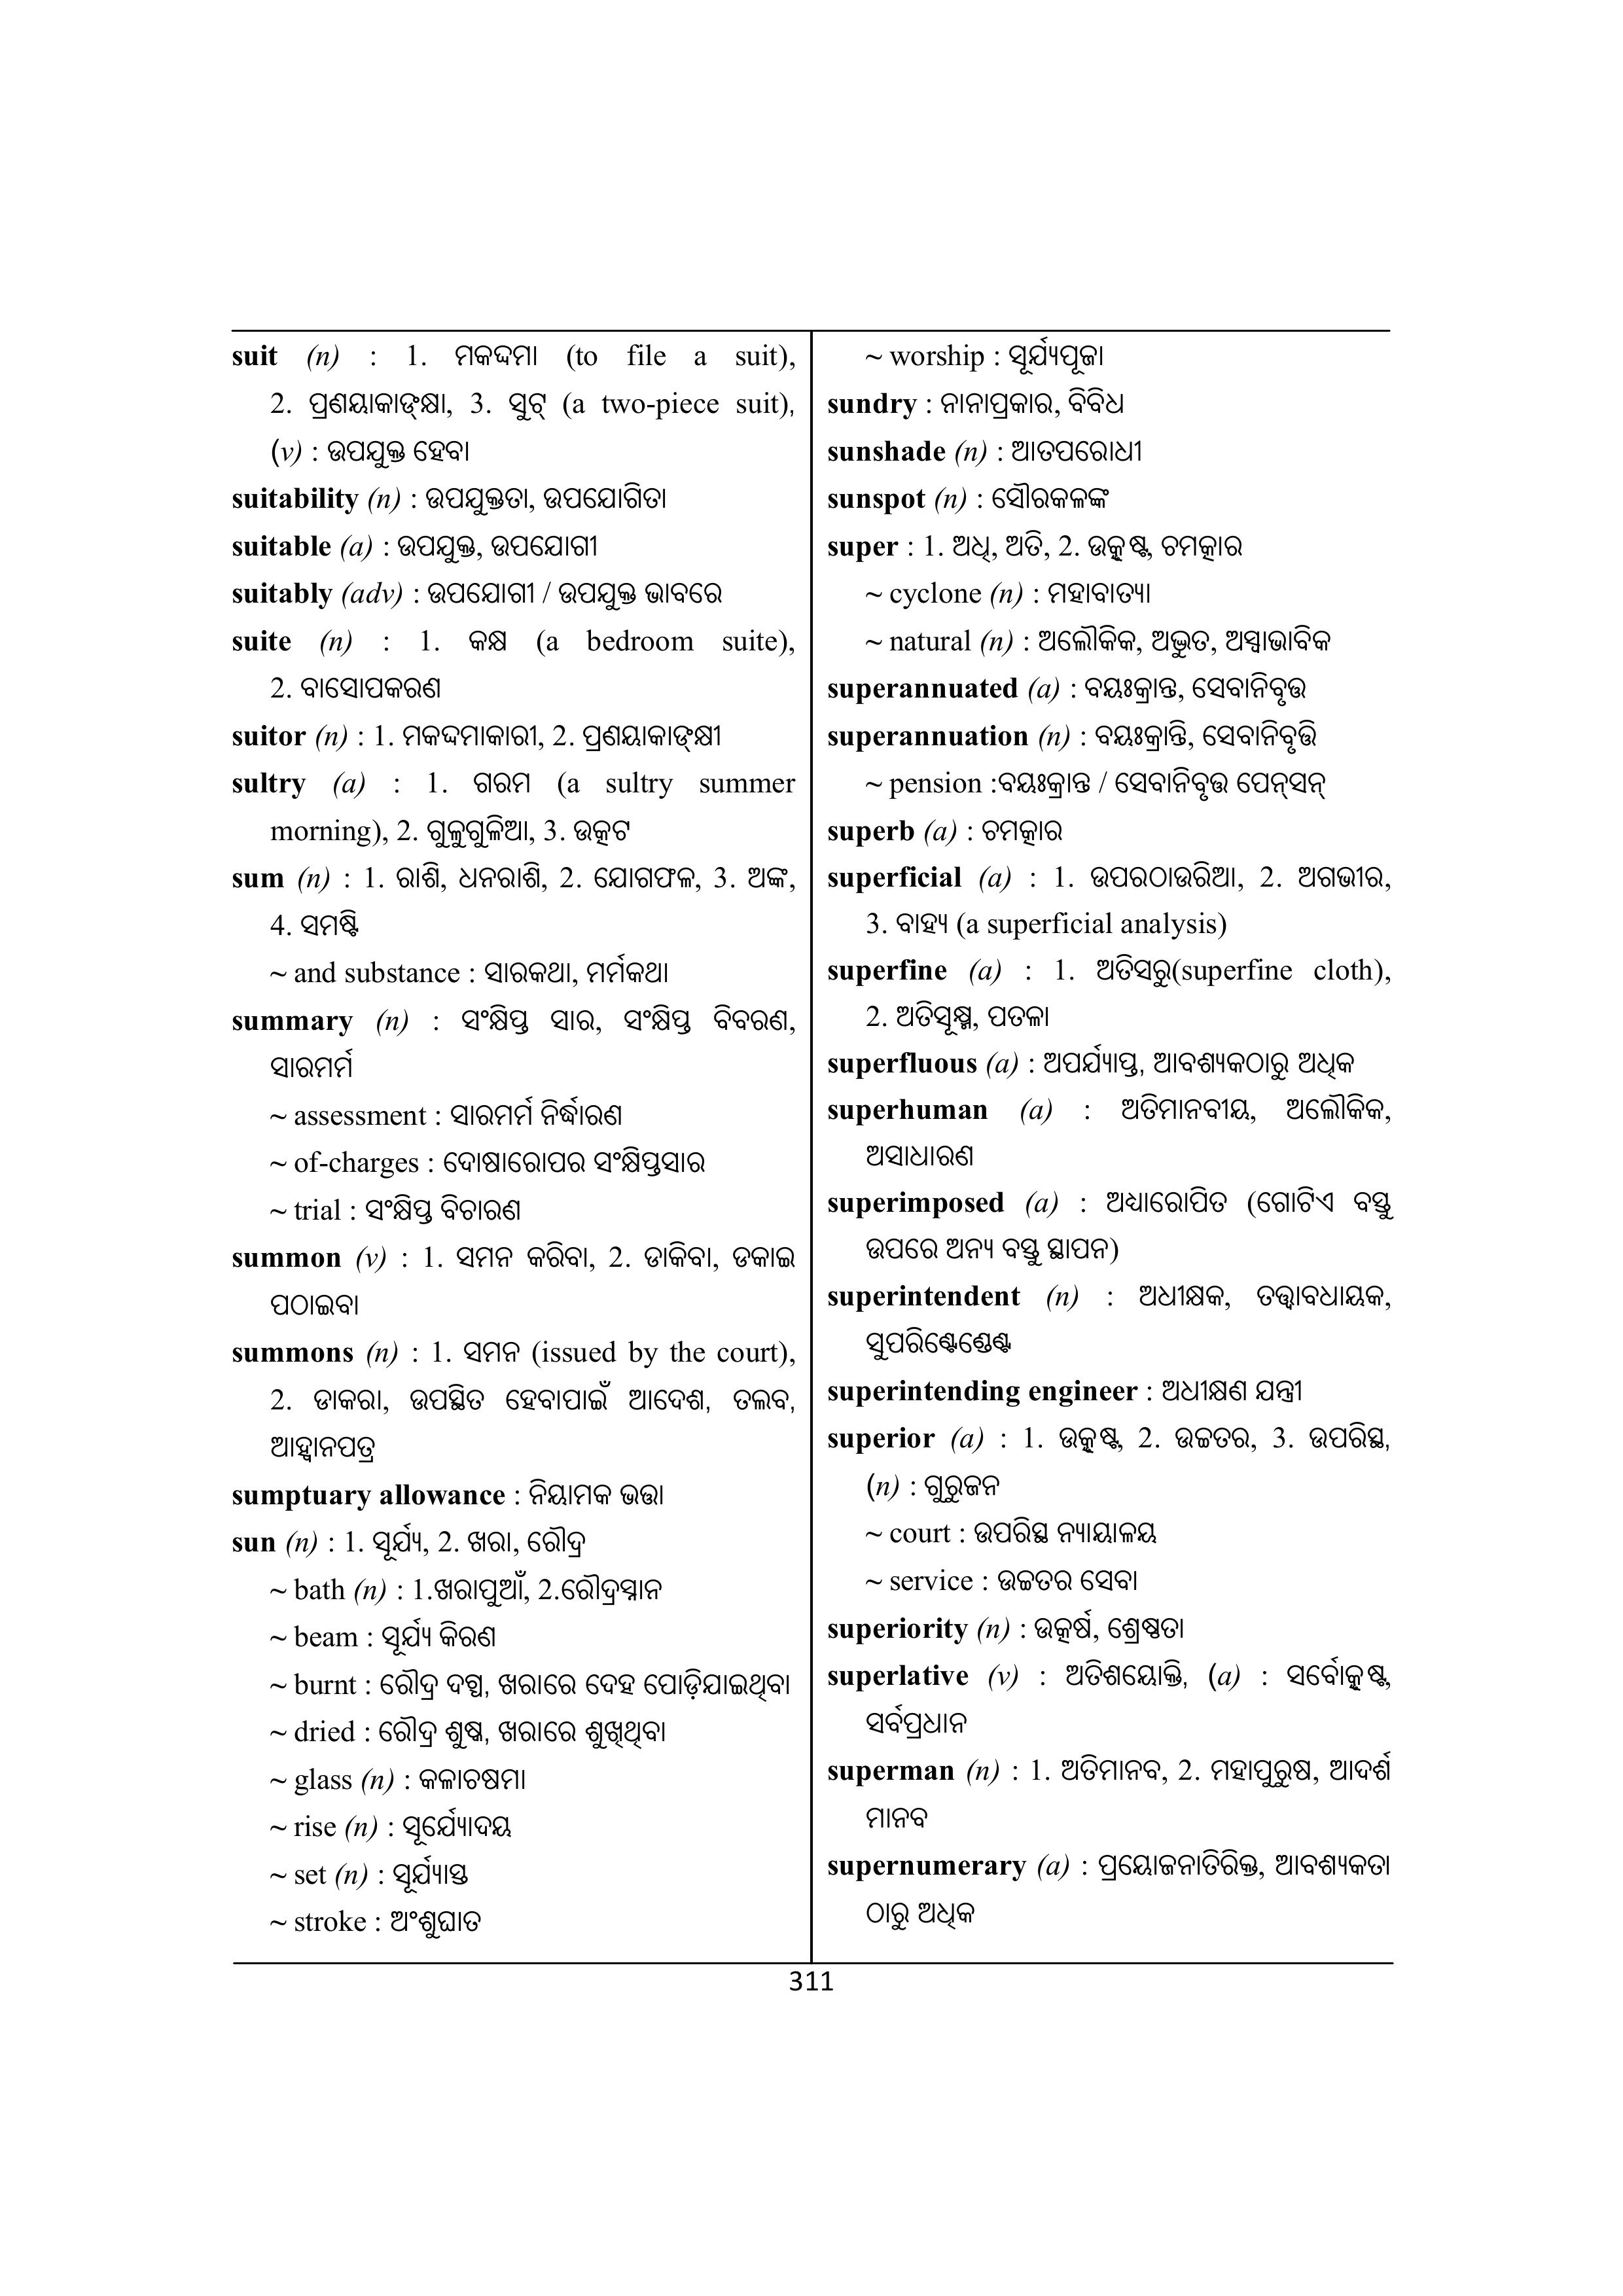 suit (n) : 1. ମକଦ୍ଦମା (to file a suit),
2. ପ୍ରଣୟାକାଙ୍‌କ୍ଷା, 3. ସୁଟ୍ (a two-piece suit),
(v) : ଉପଯୁକ୍ତ ହେବା
suitability (n) : ଉପଯୁକ୍ତତା, ଉପଯୋଗିତା
suitable (a) : ଉପଯୁକ୍ତ, ଉପଯୋଗୀ
suitably (adv) : ଉପଯୋଗୀ / ଉପଯୁକ୍ତ ଭାବରେ
suite (n) : 1. କକ୍ଷ (a bedroom suite),
2. ବାସୋପକରଣ
suitor (n) : 1. ମକଦ୍ଦମାକାରୀ, 2. ପ୍ରଣୟାକାଙ୍‌କ୍ଷୀ
sultry (a) : 1. ଗରମ (a sultry summer
morning), 2. ଗୁଳୁଗୁଳିଆ, 3. ଉତ୍କଟ
sum (n) : 1. ରାଶି, ଧନରାଶି, 2. ଯୋଗଫଳ, 3. ଅଙ୍କ,
4. ସମଷ୍ଟି
~ and substance : ସାରକଥା, ମର୍ମକଥା
summary (n) : ସଂକ୍ଷିପ୍ତ ସାର, ସଂକ୍ଷିପ୍ତ ବିବରଣ,
ସାରମର୍ମ
~ assessment : ସାରମର୍ମ ନିର୍ଦ୍ଧାରଣ
~ of-charges : ଦୋଷାରୋପର ସଂକ୍ଷିପ୍ତସାର
~ trial : ସଂକ୍ଷିପ୍ତ ବିଚାରଣ
summon (v) : 1. ସମନ କରିବା, 2. ଡାକିବା, ଡକାଇ
ପଠାଇବା
summons (n) : 1. ସମନ (issued by the court),
2. ଡାକରା, ଉପସ୍ଥିତ ହେବାପାଇଁ ଆଦେଶ, ତଲବ,
ଆହ୍ୱାନପତ୍ର
sumptuary allowance : ନିୟାମକ ଭତ୍ତା
sun (n) : 1. ସୂର୍ଯ୍ୟ, 2. ଖରା, ରୌଦ୍ର
~ bath (n) : 1.ଖରାପୁଆଁ, 2.ରୌଦ୍ରସ୍ନାନ
~ beam : ସୂର୍ଯ୍ୟ କିରଣ
~ burnt : ରୌଦ୍ର ଦଗ୍ଧ, ଖରାରେ ଦେହ ପୋଡ଼ିଯାଇଥିବା
~ dried : ରୌଦ୍ର ଶୁଷ୍କ, ଖରାରେ ଶୁଖିଥିବା
~ glass (n) : କଳାଚଷମା
~ rise (n) : ସୂର୍ଯ୍ୟୋଦୟ
~ set (n) : ସୂର୍ଯ୍ୟାସ୍ତ
~ stroke : ଅଂଶୁଘାତ
~ worship : ସୂର୍ଯ୍ୟପୂଜା
sundry : ନାନାପ୍ରକାର, ବିବିଧ
sunshade (n) : ଆତପରୋଧୀ
sunspot (n) : ସୌରକଳଙ୍କ
super : 1. ଅଧି, ଅତି, 2. ଉତ୍କୃଷ୍ଟ, ଚମତ୍କାର
~ cyclone (n) : ମହାବାତ୍ୟା
~ natural (n) : ଅଲୌକିକ, ଅଦ୍ଭୁତ, ଅସ୍ୱାଭାବିକ
superannuated (a) : ବୟଃକ୍ରାନ୍ତ, ସେବାନିବୃତ୍ତ
superannuation (n) : ବୟଃକ୍ରାନ୍ତି, ସେବାନିବୃତ୍ତି
~ pension :ବୟଃକ୍ରାନ୍ତ / ସେବାନିବୃତ୍ତ ପେନ୍‌ସନ୍
superb (a) : ଚମତ୍କାର
superficial (a) : 1. ଉପରଠାଉରିଆ, 2. ଅଗଭୀର,
3. ବାହ୍ୟ (a superficial analysis)
superfine (a) : 1. ଅତିସରୁ(superfine cloth),
2. ଅତିସୂକ୍ଷ୍ମ, ପତଳା
superfluous (a) : ଅପର୍ଯ୍ୟାପ୍ତ, ଆବଶ୍ୟକଠାରୁ ଅଧିକ
superhuman (a) : ଅତିମାନବୀୟ, ଅଲୌକିକ,
ଅସାଧାରଣ
superimposed (a) : ଅଧ୍ୟାରୋପିତ (ଗୋଟିଏ ବସ୍ତୁ
ଉପରେ ଅନ୍ୟ ବସ୍ତୁ ସ୍ଥାପନ)
superintendent (n) : ଅଧୀକ୍ଷକ, ତତ୍ତ୍ୱାବଧାୟକ,
ସୁପରିଣ୍ଟେଣ୍ଡେଣ୍ଟ
superintending engineer : ଅଧୀକ୍ଷଣ ଯନ୍ତ୍ରୀ
superior (a) : 1. ଉତ୍କୃଷ୍ଟ, 2. ଉଚ୍ଚତର, 3. ଉପରିସ୍ଥ,
(n) : ଗୁରୁଜନ
~ court : ଉପରିସ୍ଥ ନ୍ୟାୟାଳୟ
~ service : ଉଚ୍ଚତର ସେବା
superiority (n) : ଉତ୍କର୍ଷ, ଶ୍ରେଷ୍ଠତା
superlative (v) : ଅତିଶୟୋକ୍ତି, (a) : ସର୍ବୋତ୍କୃଷ୍ଟ,
ସର୍ବପ୍ରଧାନ
superman (n) : 1. ଅତିମାନବ, 2. ମହାପୁରୁଷ, ଆଦର୍ଶ
ମାନବ
supernumerary (a) : ପ୍ରୟୋଜନାତିରିକ୍ତ, ଆବଶ୍ୟକତା
ଠାରୁ ଅଧିକ
311